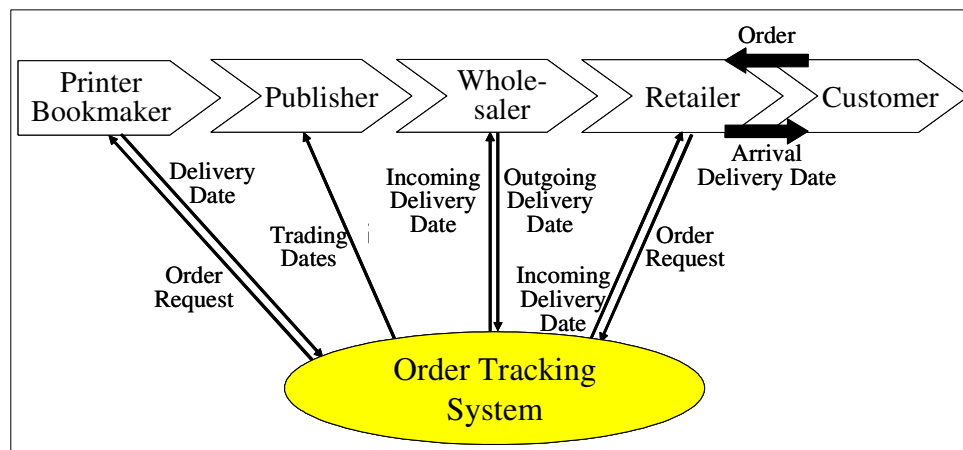 Order
Printer
Bookmaker
Publisher
Whole-
saler
Retailer
Customer
Arrival
Delivery Date
Delivery
Date
Order
Request
Trading
Dates
Incoming
Delivery
Date
Outgoing
Delivery
Date
Incoming
Delivery
Date
Order
Request
Order Tracking
System